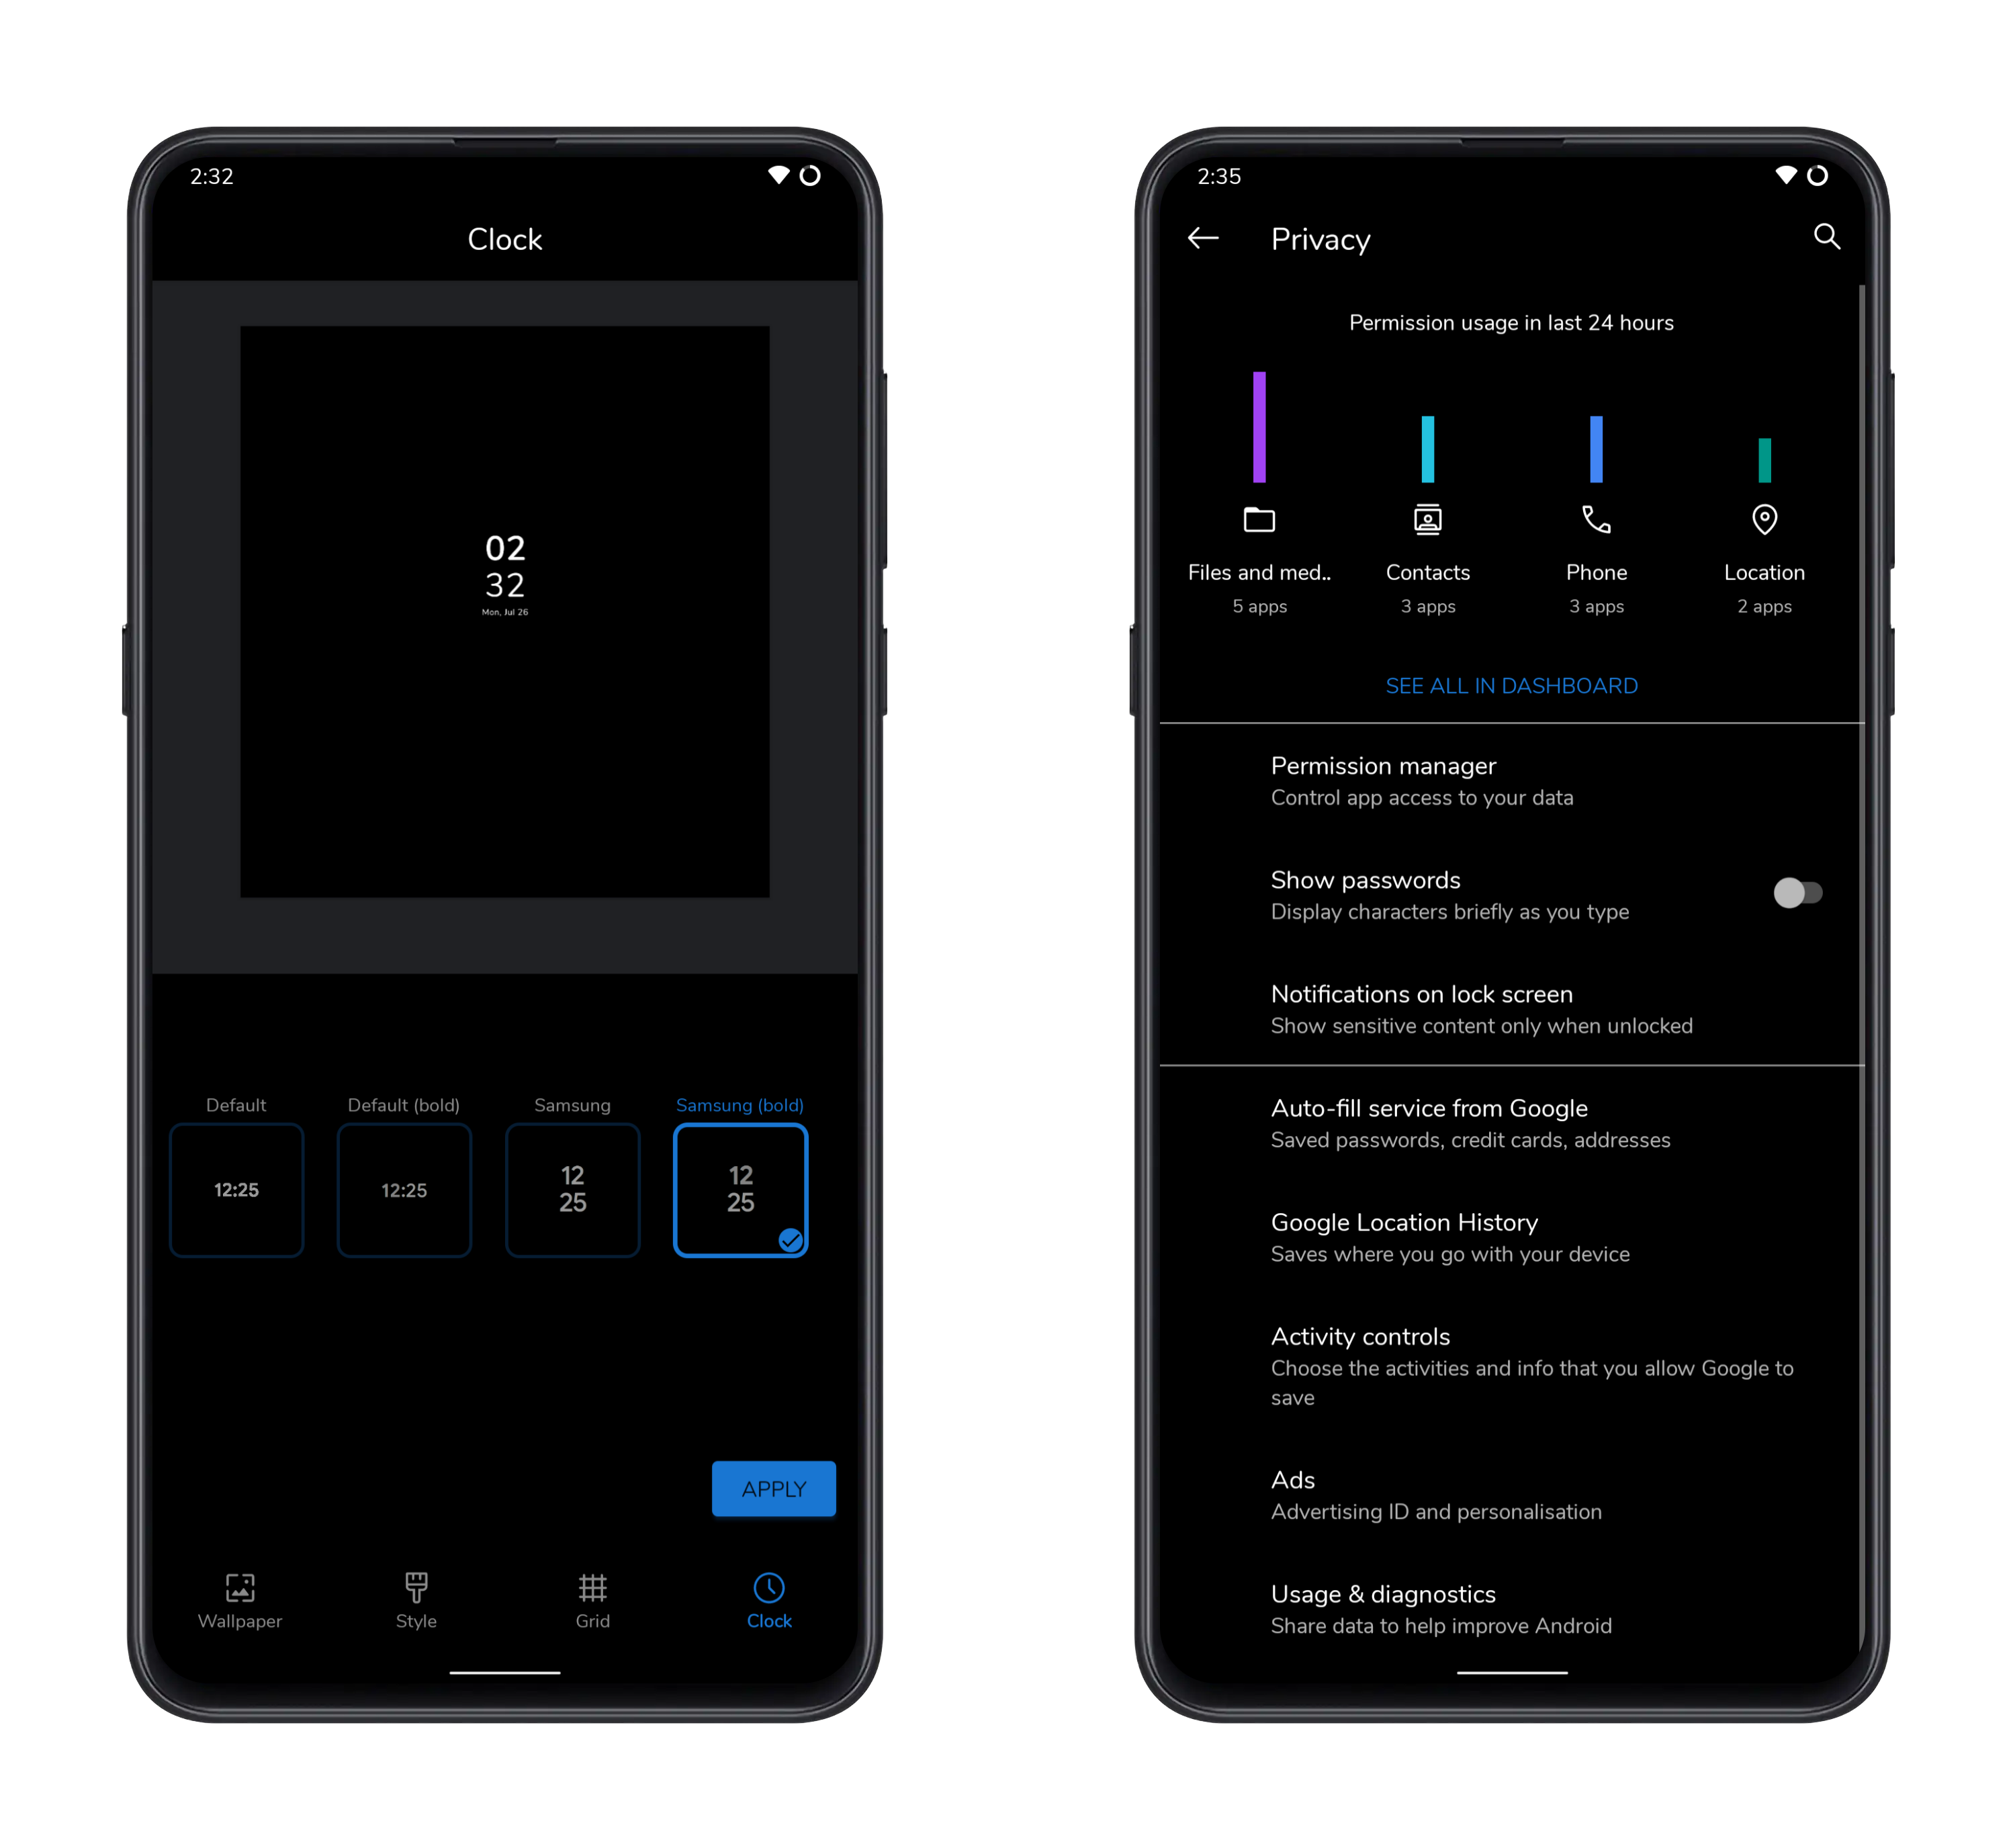 2:32
Clock
02
32
Mon, Jul 26
Default
Default (bold)
Samsung
Samsung (bold)
12:25
12:25
12
25
12
25
APPLY
Wallpaper
Style
Grid
Clock
2:35
Privacy
Permission usage in last 24 hours
Files and med..
Contacts
Phone
Location
5 apps
3 apps
3 apps
2 apps
SEE ALL IN DASHBOARD
Permission manager
Control app access to your data
Show passwords
Display characters briefly as you type
Notifications on lock screen
Show sensitive content only when unlocked
Auto-fill service from Google
Saved passwords, credit cards, addresses
Google Location History
Saves where you go with your device
Activity controls
Choose the activities and info that you allow Google to
save
Ads
Advertising ID and personalisation
Usage & diagnostics
Share data to help improve Android